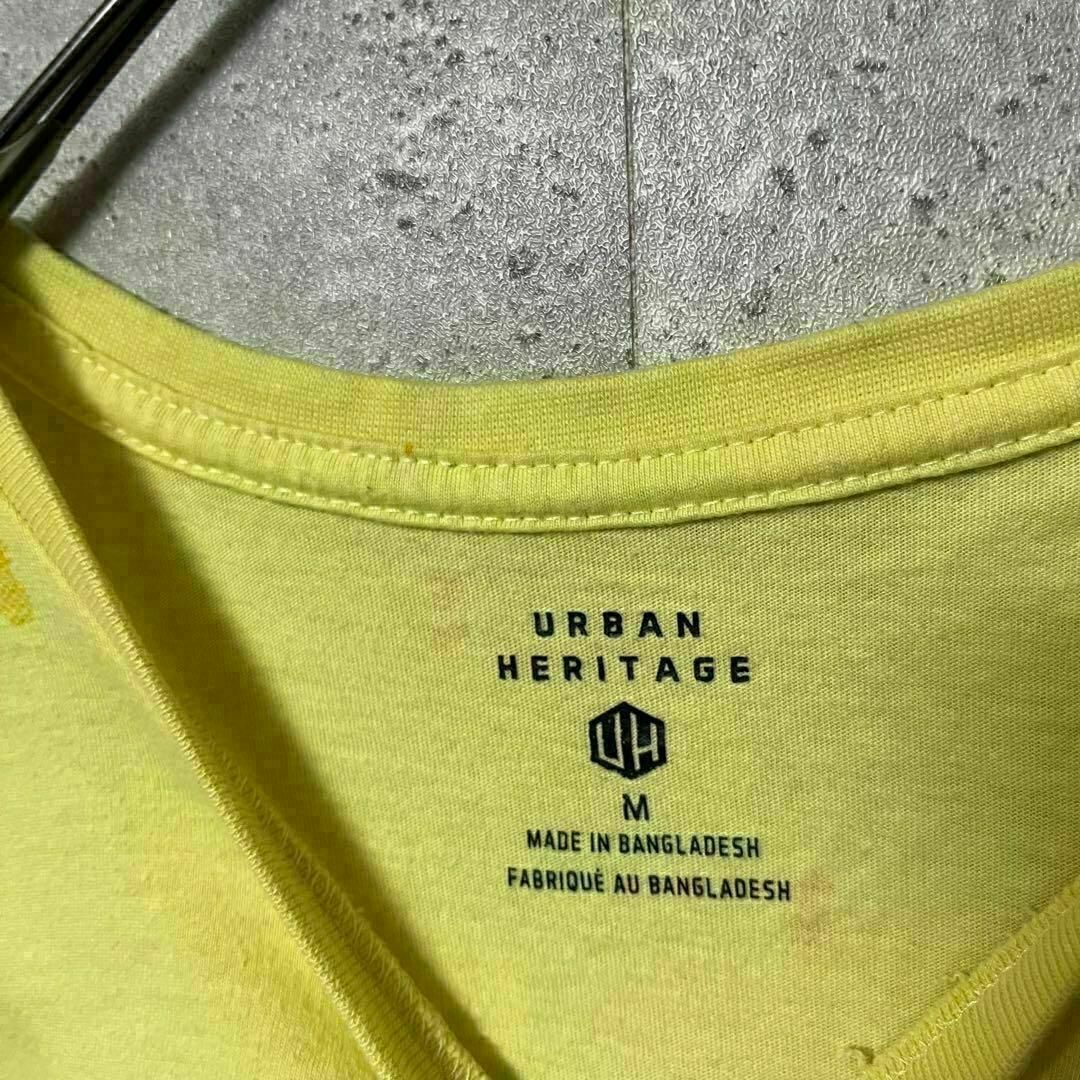 URBAN
HERITAGE
UH
M
MADE IN BANGLADESH
FABRIQUÉ AU BANGLADESH